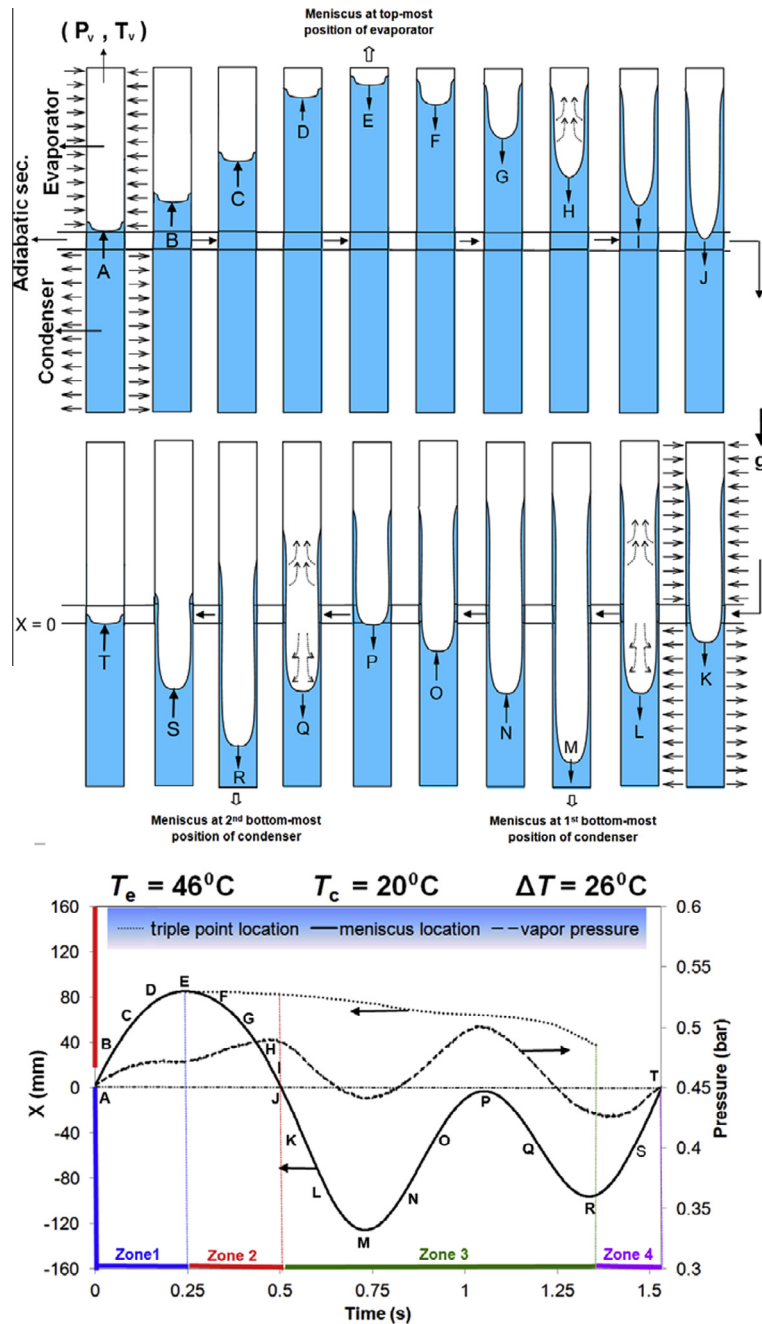 Meniscus at top-most
position of evaporator
( Pᵥ , Tᵥ )
Evaporator
Adiabatic sec.
Condenser
A
B
C
D
E
F
G
H
I
J
g
X = 0
T
S
R
Q
P
O
N
M
L
K
Meniscus at 2nd bottom-most
position of condenser
Meniscus at 1st bottom-most
position of condenser
Te = 46⁰C
Tc = 20⁰C
ΔT = 26⁰C
triple point location
meniscus location
vapor pressure
X (mm)
160
120
80
40
0
-40
-80
-120
-160
Pressure (bar)
0.6
0.55
0.5
0.45
0.4
0.35
0.3
A
B
C
D
E
F
G
H
I
J
K
L
M
N
O
P
Q
R
S
T
Zone1
Zone 2
Zone 3
Zone 4
0
0.25
0.5
0.75
1
1.25
1.5
Time (s)